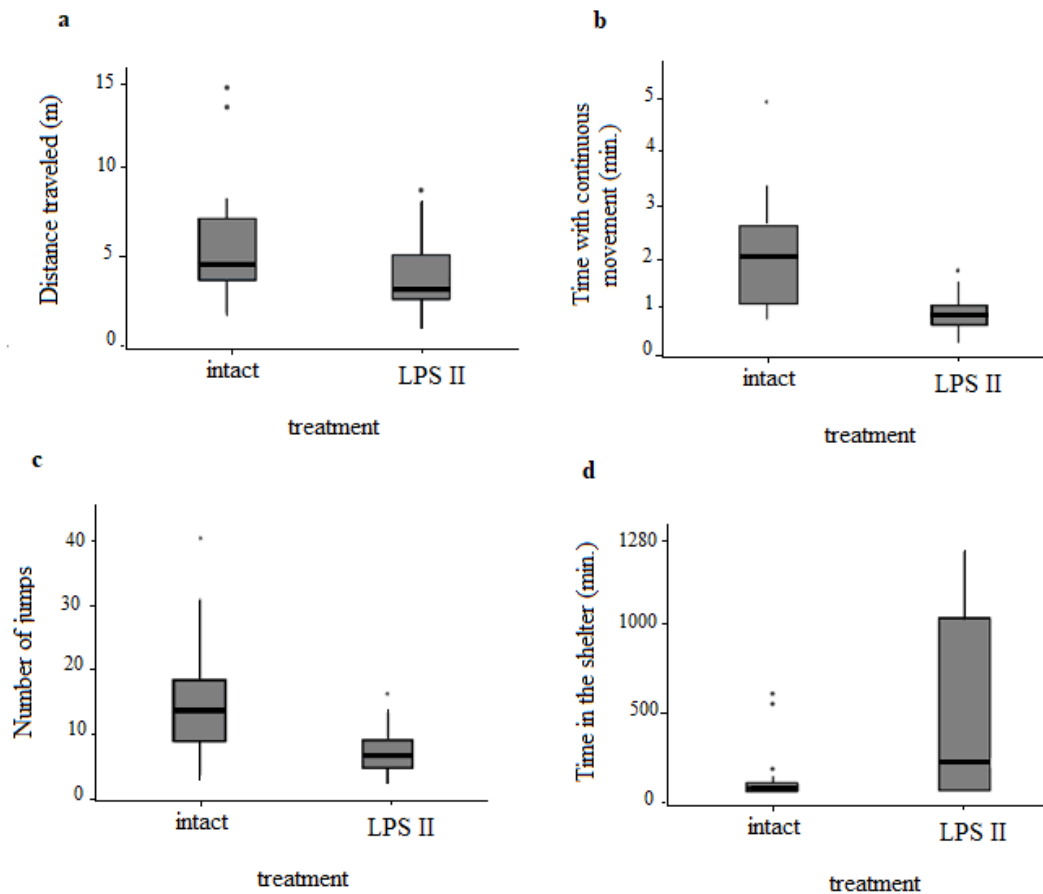 a
Distance traveled (m)
15
10
5
0
intact
LPS II
treatment
b
Time with continuous
movement (min.)
5
4
3
2
1
0
intact
LPS II
treatment
c
Number of jumps
40
30
20
10
0
intact
LPS II
treatment
d
Time in the shelter (min.)
1280
1000
500
0
intact
LPS II
treatment